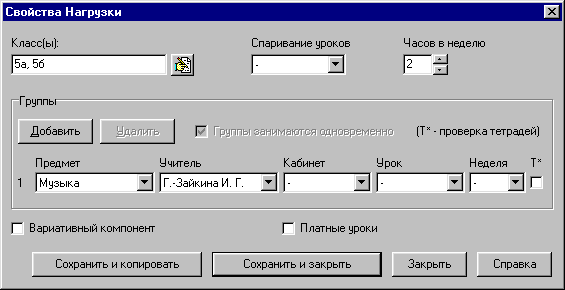 Свойства Нагрузки
Класс(ы): Спаривание уроков Часов в неделю
5а, 5б - 2
Группы
Добавить Удалить Группы занимаются одновременно (Т* - проверка тетрадей)
Предмет Учитель Кабинет Урок Неделя Т*
1 Музыка Г.-Зайкина И. Г. - - -
Вариативный компонент Платные уроки
Сохранить и копировать Сохранить и закрыть Закрыть Справка